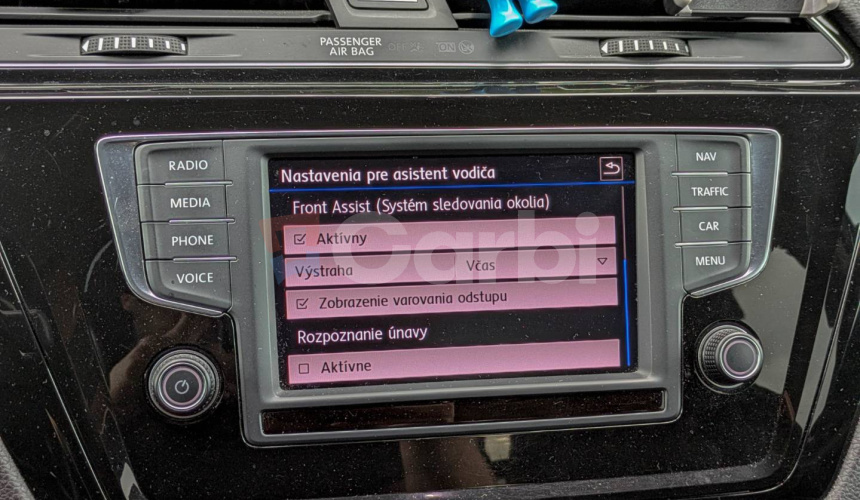 PASSENGER
AIR BAG
RADIO
MEDIA
PHONE
VOICE
Nastavenia pre asistent vodiča
Front Assist (Systém sledovania okolia)
Aktívny
Výstraha Včas
Zobrazenie varovania odstupu
Rozpoznanie únavy
Aktívne
NAV
TRAFFIC
CAR
MENU
Carbi